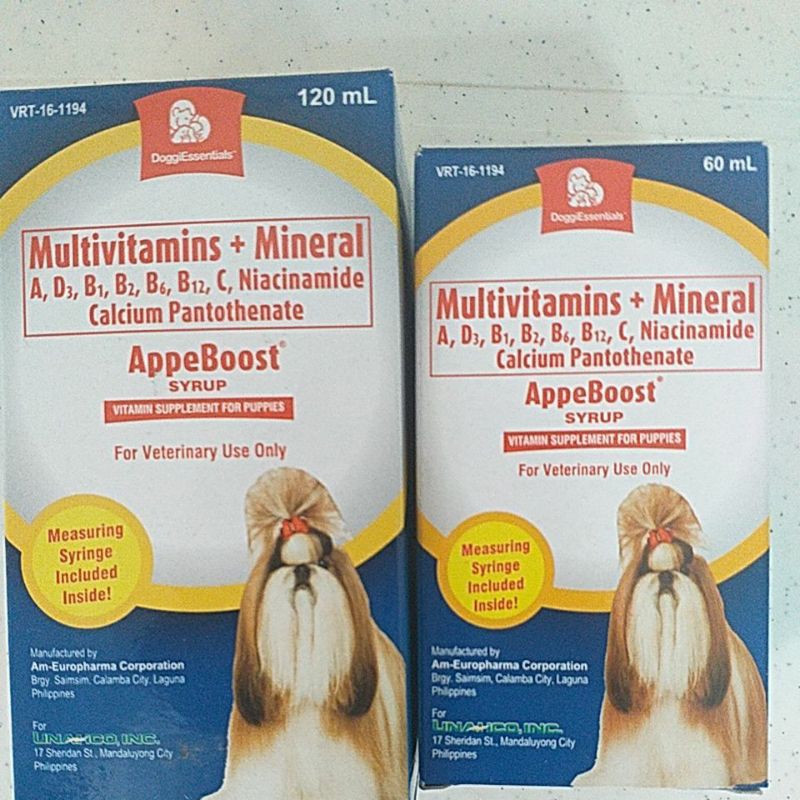 VRT-16-1194
120 mL
DoggiEssentials™
Multivitamins + Mineral
A, D₃, B₁, B₂, B₆, B₁₂, C, Niacinamide
Calcium Pantothenate
AppeBoost®
SYRUP
VITAMIN SUPPLEMENT FOR PUPPIES
For Veterinary Use Only
Measuring
Syringe
Included
Inside!
Manufactured by
Am-Europharma Corporation
Brgy. Saimsim, Calamba City, Laguna
Philippines
For
UNAHCO, INC.
17 Sheridan St., Mandaluyong City
Philippines
VRT-16-1194
60 mL
DoggiEssentials™
Multivitamins + Mineral
A, D₃, B₁, B₂, B₆, B₁₂, C, Niacinamide
Calcium Pantothenate
AppeBoost®
SYRUP
VITAMIN SUPPLEMENT FOR PUPPIES
For Veterinary Use Only
Measuring
Syringe
Included
Inside!
Manufactured by
Am-Europharma Corporation
Brgy. Saimsim, Calamba City, Laguna
Philippines
For
UNAHCO, INC.
17 Sheridan St., Mandaluyong City
Philippines